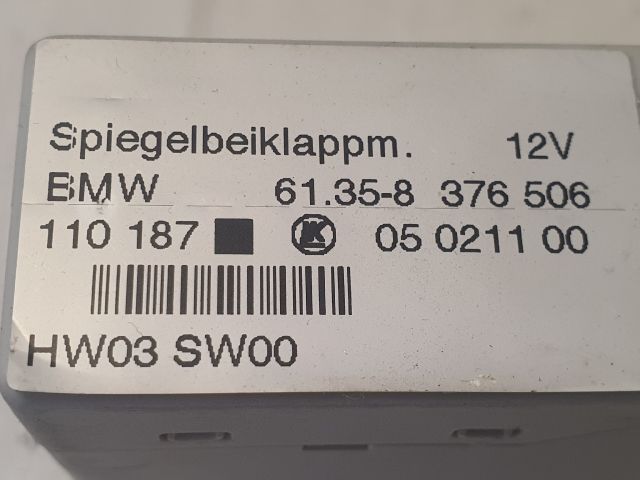 Spiegelbeiklappm. 12V
BMW 61.35-8 376 506
110 187 K 05 0211 00
HW03 SW00